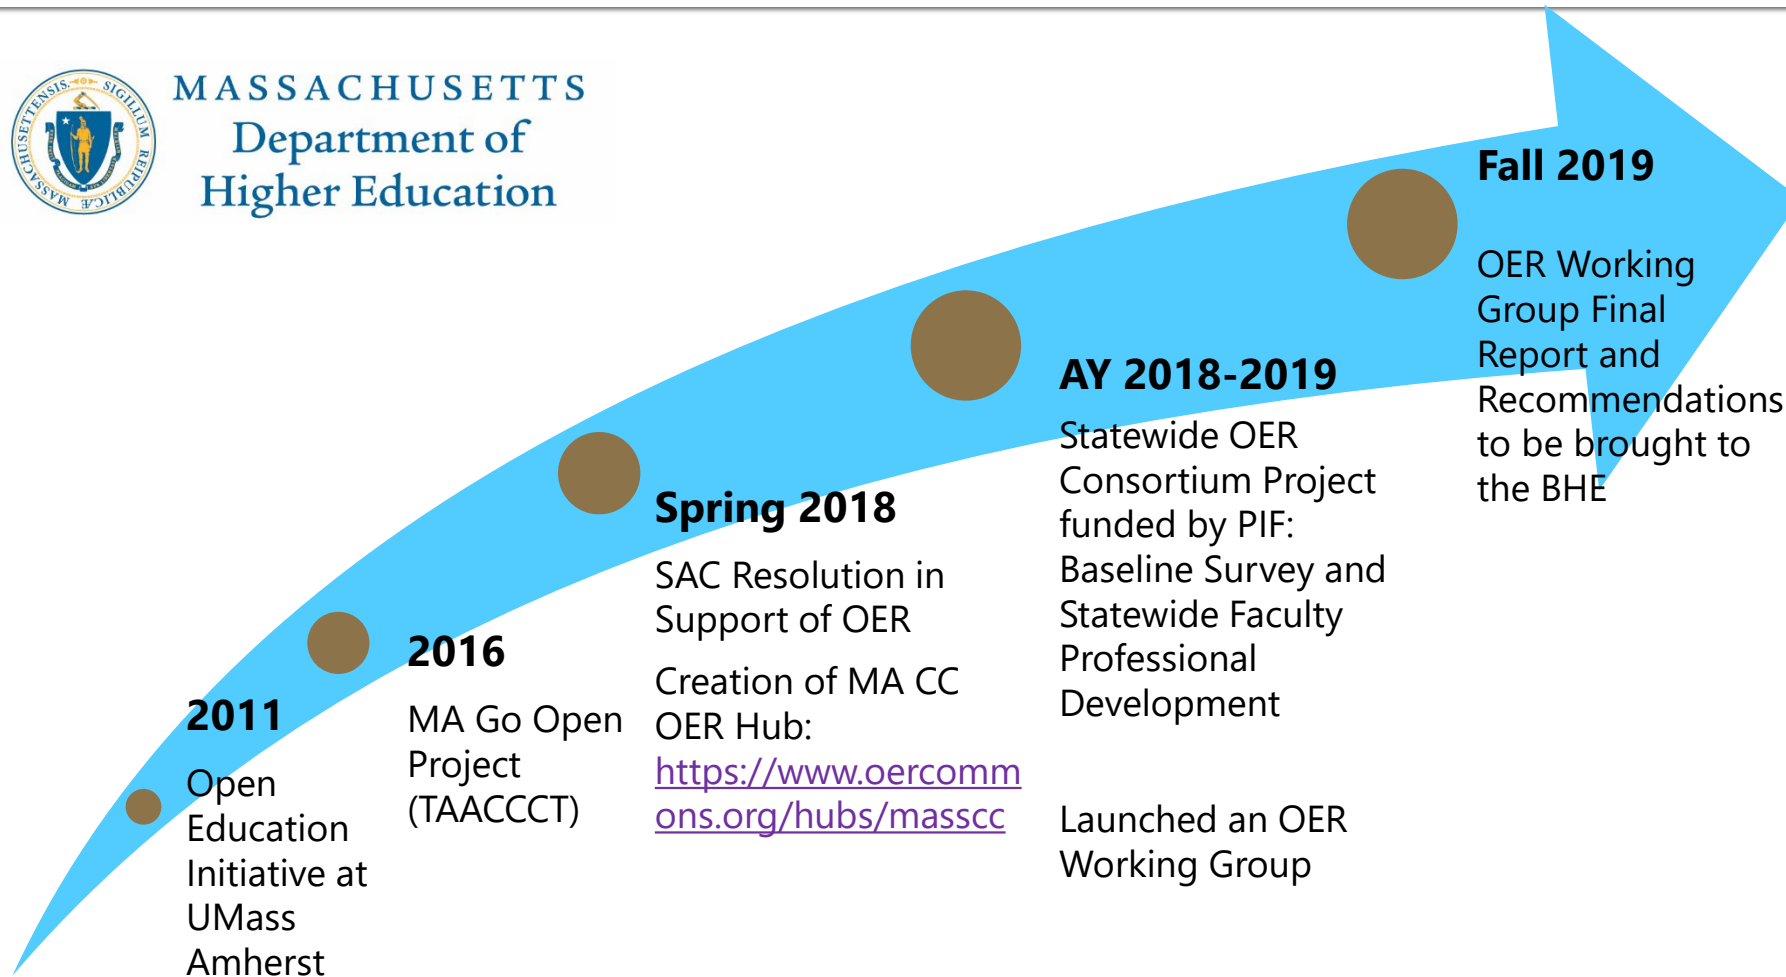 MASSACHUSETTS
Department of
Higher Education
MASSACHUSETTENSIS. SIGILLUM REIPUBLICÆ
2011
Open
Education
Initiative at
UMass
Amherst
2016
MA Go Open
Project
(TAACCCT)
Spring 2018
SAC Resolution in
Support of OER
Creation of MA CC
OER Hub:
https://www.oercomm
ons.org/hubs/masscc
AY 2018-2019
Statewide OER
Consortium Project
funded by PIF:
Baseline Survey and
Statewide Faculty
Professional
Development
Launched an OER
Working Group
Fall 2019
OER Working
Group Final
Report and
Recommendations
to be brought to
the BHE